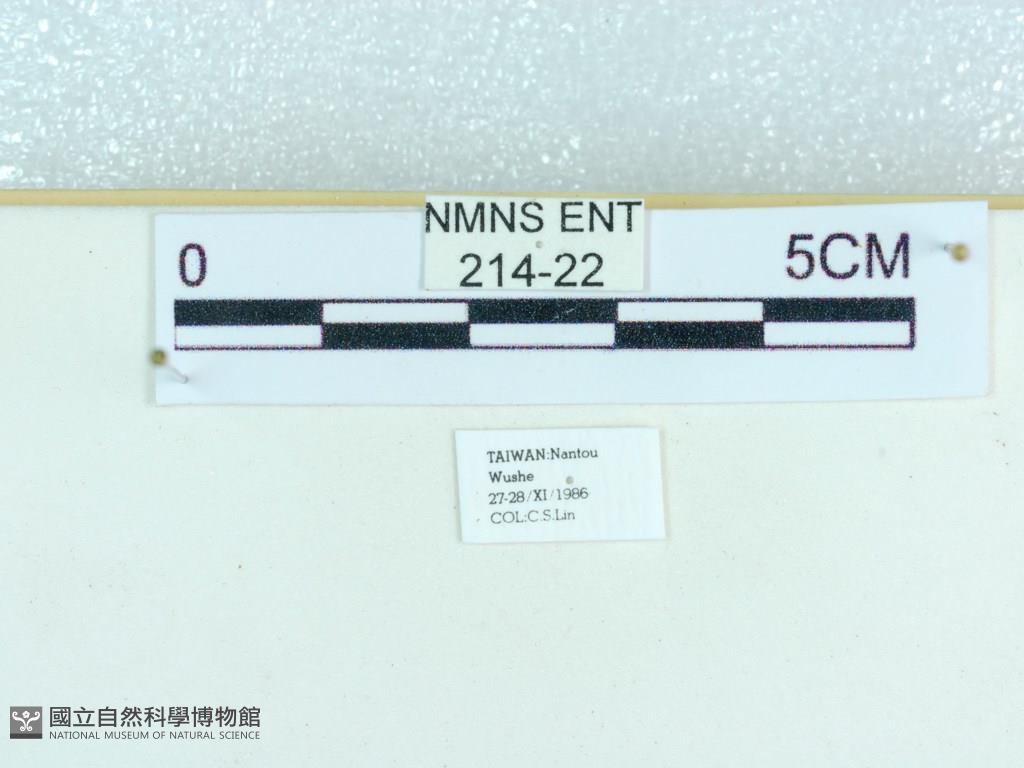 NMNS ENT
214-22
0
5CM
TAIWAN:Nantou
Wushe
27-28/XI/1986
COL:C.S.Lin
國立自然科學博物館
NATIONAL MUSEUM OF NATURAL SCIENCE